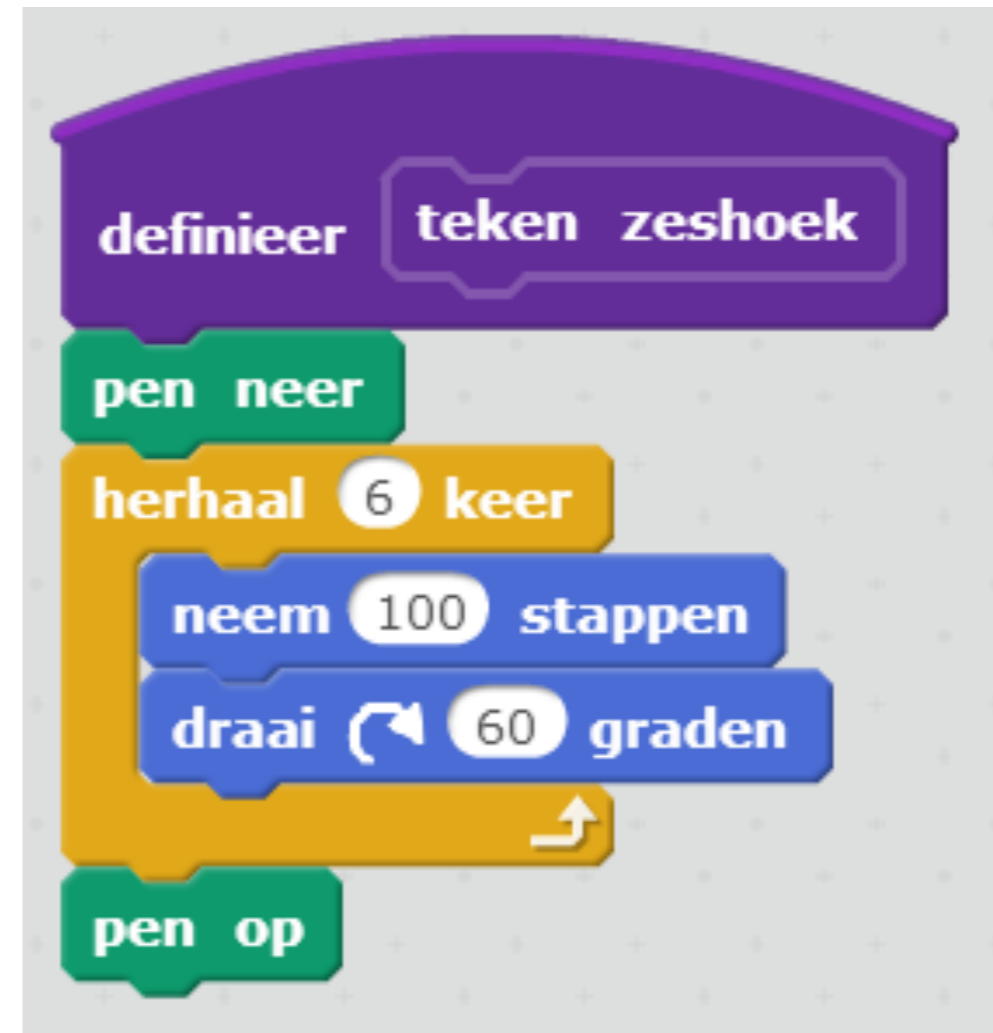 definieer teken zeshoek
pen neer
herhaal 6 keer
neem 100 stappen
draai 60 graden
pen op